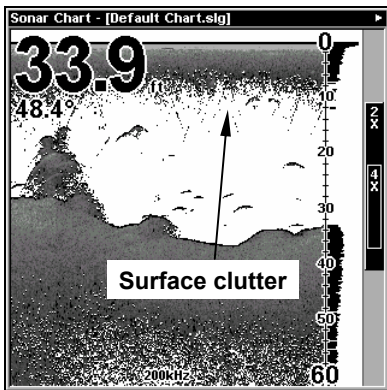 Sonar Chart - [Default Chart.slg]
33.9 ft
48.4°
0
10
20
30
40
50
60
2X
4X
Surface clutter
200kHz